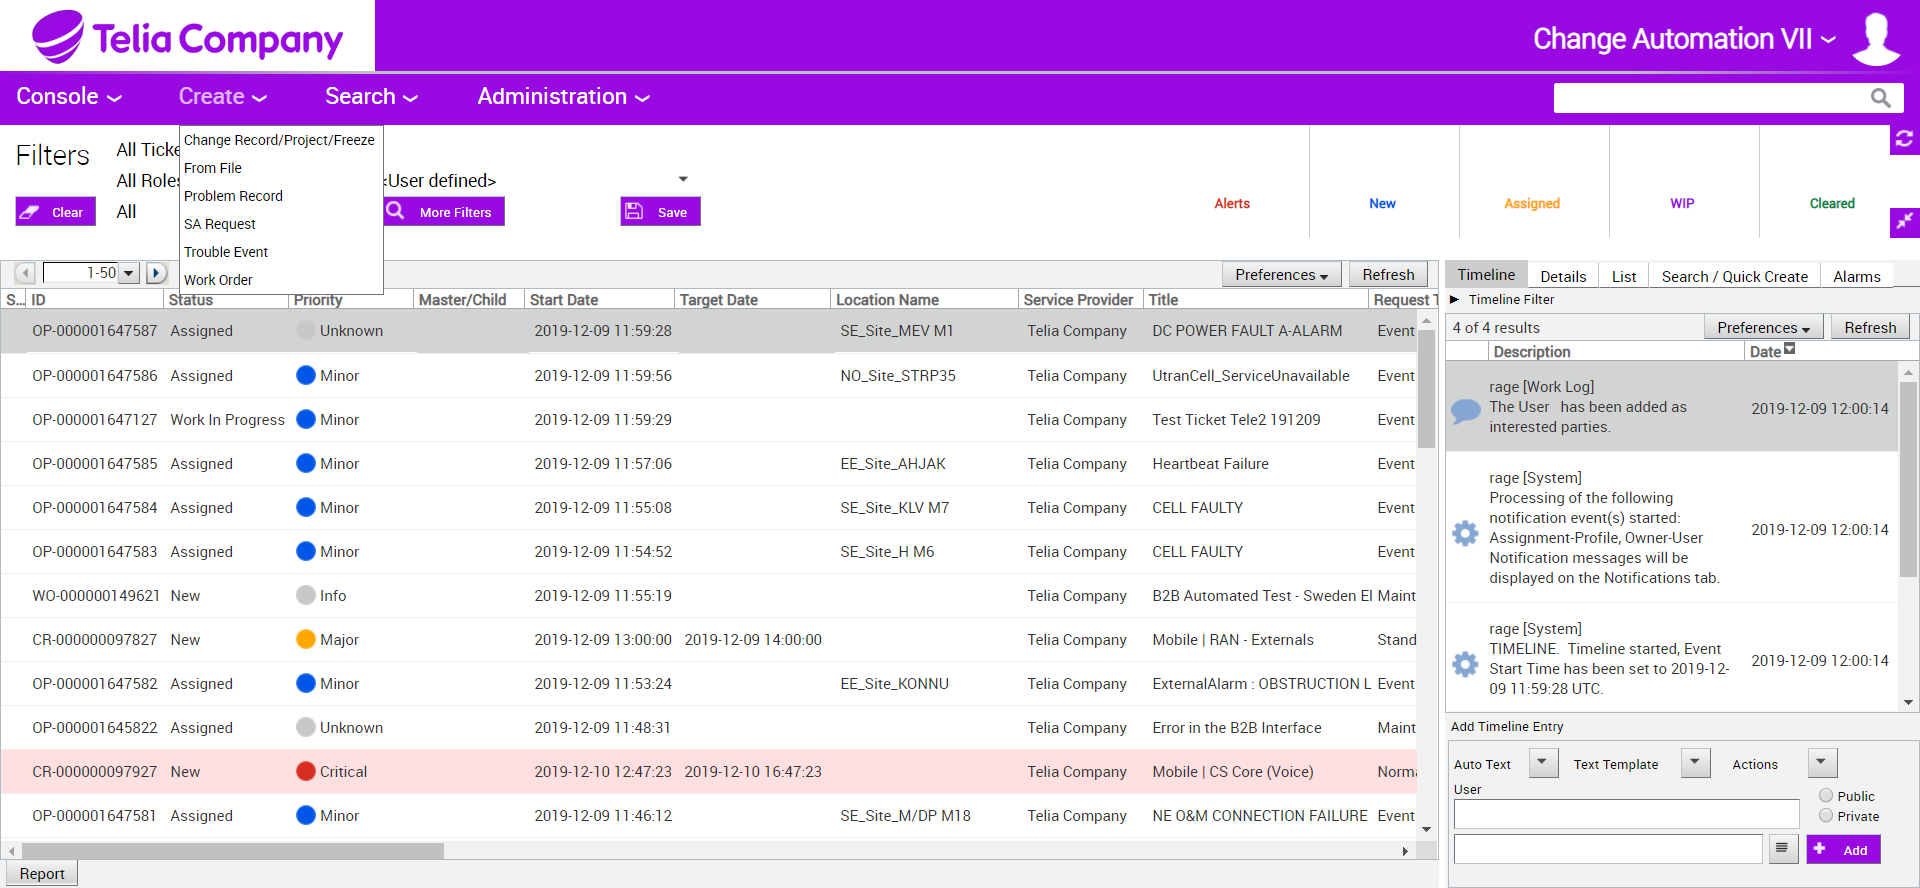 Telia Company
Change Automation VII
Console
Create
Search
Administration
Filters
All Ticke
All Roles
All
Clear
Change Record/Project/Freeze
From File
Problem Record
SA Request
Trouble Event
Work Order
<User defined>
More Filters
Save
Alerts
New
Assigned
WIP
Cleared
1-50
Preferences
Refresh
S... ID Status Priority Master/Child Start Date Target Date Location Name Service Provider Title Request T
OP-000001647587 Assigned Unknown 2019-12-09 11:59:28 SE_Site_MEV M1 Telia Company DC POWER FAULT A-ALARM Event
OP-000001647586 Assigned Minor 2019-12-09 11:59:56 NO_Site_STRP35 Telia Company UtranCell_ServiceUnavailable Event
OP-000001647127 Work In Progress Minor 2019-12-09 11:59:29 Telia Company Test Ticket Tele2 191209 Event
OP-000001647585 Assigned Minor 2019-12-09 11:57:06 EE_Site_AHJAK Telia Company Heartbeat Failure Event
OP-000001647584 Assigned Minor 2019-12-09 11:55:08 SE_Site_KLV M7 Telia Company CELL FAULTY Event
OP-000001647583 Assigned Minor 2019-12-09 11:54:52 SE_Site_H M6 Telia Company CELL FAULTY Event
WO-000000149621 New Info 2019-12-09 11:55:19 Telia Company B2B Automated Test - Sweden El Maint
CR-000000097827 New Major 2019-12-09 13:00:00 2019-12-09 14:00:00 Telia Company Mobile | RAN - Externals Stand
OP-000001647582 Assigned Minor 2019-12-09 11:53:24 EE_Site_KONNU Telia Company ExternalAlarm : OBSTRUCTION L Event
OP-000001645822 Assigned Unknown 2019-12-09 11:48:31 Telia Company Error in the B2B Interface Maint
CR-000000097927 New Critical 2019-12-10 12:47:23 2019-12-10 16:47:23 Telia Company Mobile | CS Core (Voice) Norma
OP-000001647581 Assigned Minor 2019-12-09 11:46:12 SE_Site_M/DP M18 Telia Company NE O&M CONNECTION FAILURE Event
Report
Timeline
Details
List
Search / Quick Create
Alarms
Timeline Filter
4 of 4 results
Preferences
Refresh
Description Date
rage [Work Log]
The User has been added as
interested parties.
2019-12-09 12:00:14
rage [System]
Processing of the following
notification event(s) started:
Assignment-Profile, Owner-User
Notification messages will be
displayed on the Notifications tab.
2019-12-09 12:00:14
rage [System]
TIMELINE. Timeline started, Event
Start Time has been set to 2019-12-
09 11:59:28 UTC.
2019-12-09 12:00:14
Add Timeline Entry
Auto Text
Text Template
Actions
User
Public
Private
Add